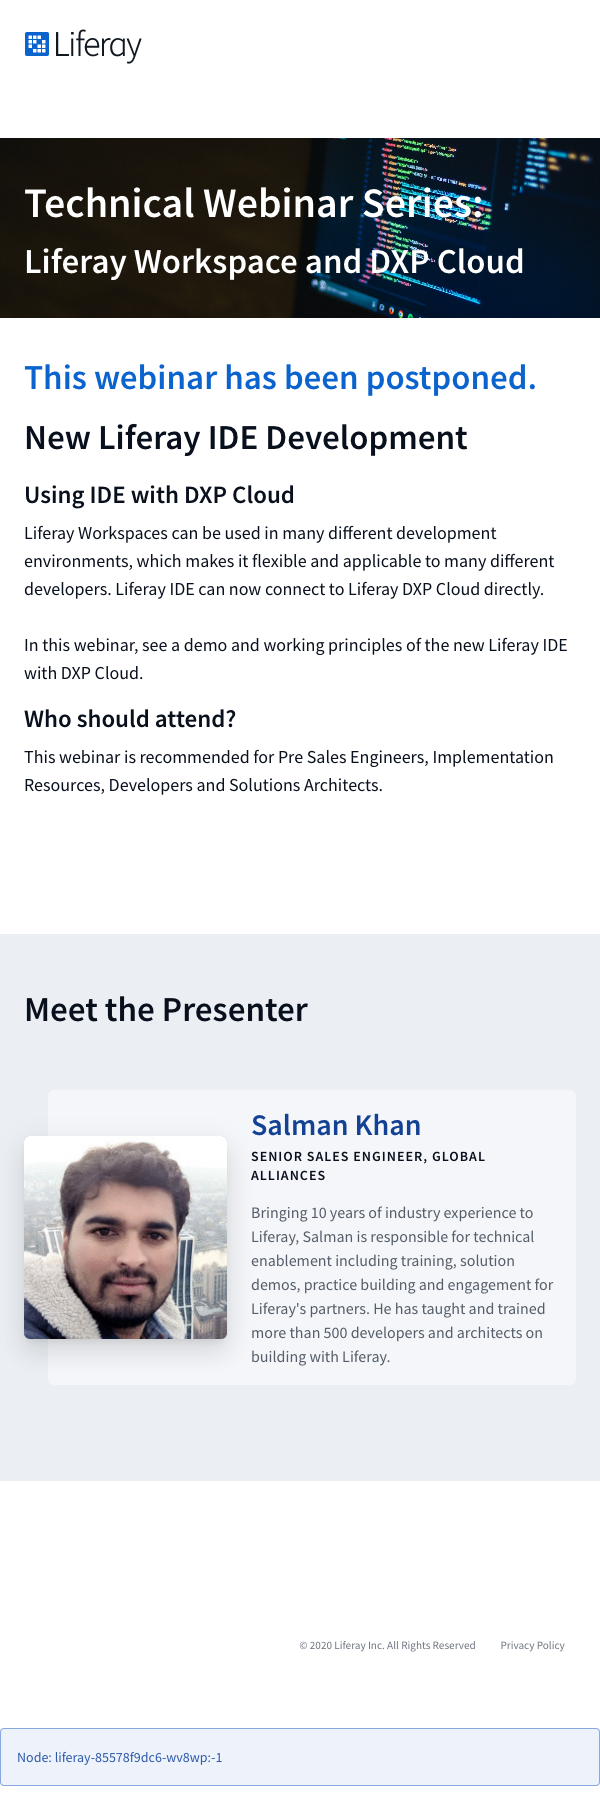 Liferay
Technical Webinar Series:
Liferay Workspace and DXP Cloud
This webinar has been postponed.
New Liferay IDE Development
Using IDE with DXP Cloud
Liferay Workspaces can be used in many different development
environments, which makes it flexible and applicable to many different
developers. Liferay IDE can now connect to Liferay DXP Cloud directly.
In this webinar, see a demo and working principles of the new Liferay IDE
with DXP Cloud.
Who should attend?
This webinar is recommended for Pre Sales Engineers, Implementation
Resources, Developers and Solutions Architects.
Meet the Presenter
Salman Khan
SENIOR SALES ENGINEER, GLOBAL
ALLIANCES
Bringing 10 years of industry experience to
Liferay, Salman is responsible for technical
enablement including training, solution
demos, practice building and engagement for
Liferay's partners. He has taught and trained
more than 500 developers and architects on
building with Liferay.
© 2020 Liferay Inc. All Rights Reserved Privacy Policy
Node: liferay-85578f9dc6-wv8wp:-1